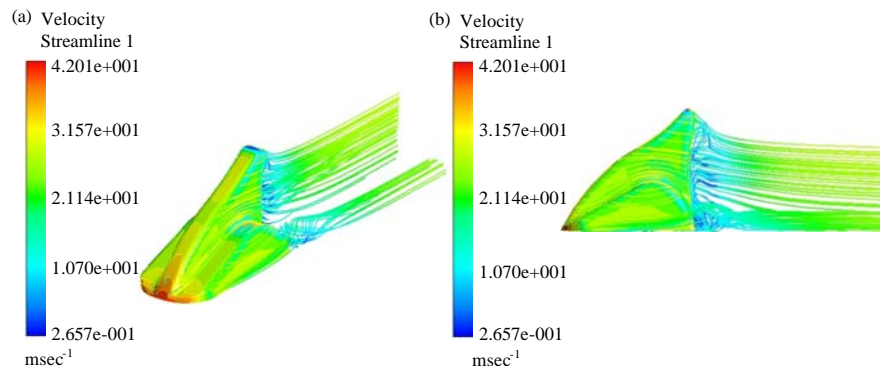 (a) Velocity
Streamline 1
4.201e+001
3.157e+001
2.114e+001
1.070e+001
2.657e-001
msec⁻¹
(b) Velocity
Streamline 1
4.201e+001
3.157e+001
2.114e+001
1.070e+001
2.657e-001
msec⁻¹